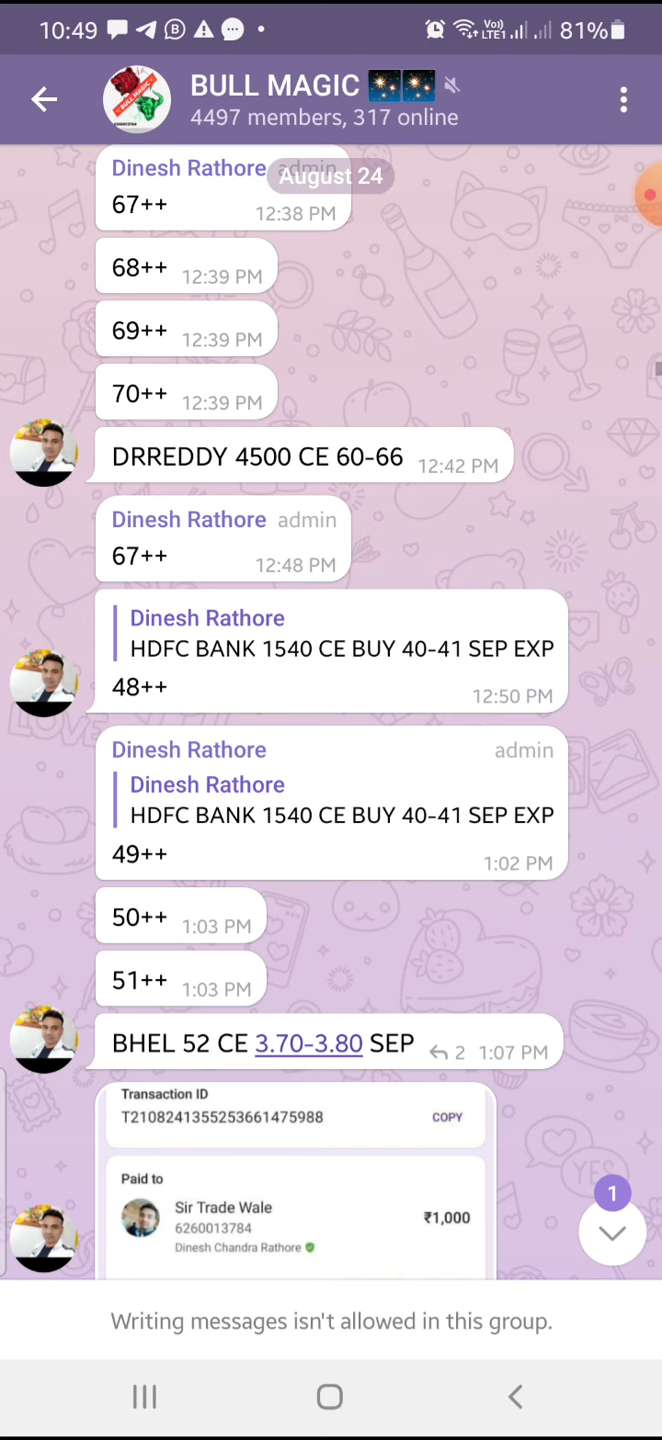 10:49
Vo))
LTE1
81%
BULL MAGIC
4497 members, 317 online
BULL MAGIC
Dinesh Rathore admin
August 24
67++ 12:38 PM
68++ 12:39 PM
69++ 12:39 PM
70++ 12:39 PM
DRREDDY 4500 CE 60-66 12:42 PM
Dinesh Rathore admin
67++ 12:48 PM
Dinesh Rathore
HDFC BANK 1540 CE BUY 40-41 SEP EXP
48++ 12:50 PM
Dinesh Rathore admin
Dinesh Rathore
HDFC BANK 1540 CE BUY 40-41 SEP EXP
49++ 1:02 PM
50++ 1:03 PM
51++ 1:03 PM
BHEL 52 CE 3.70-3.80 SEP 2 1:07 PM
Transaction ID
T2108241355253661475988 COPY
Paid to
Sir Trade Wale
6260013784 ₹1,000
Dinesh Chandra Rathore
1
Writing messages isn't allowed in this group.